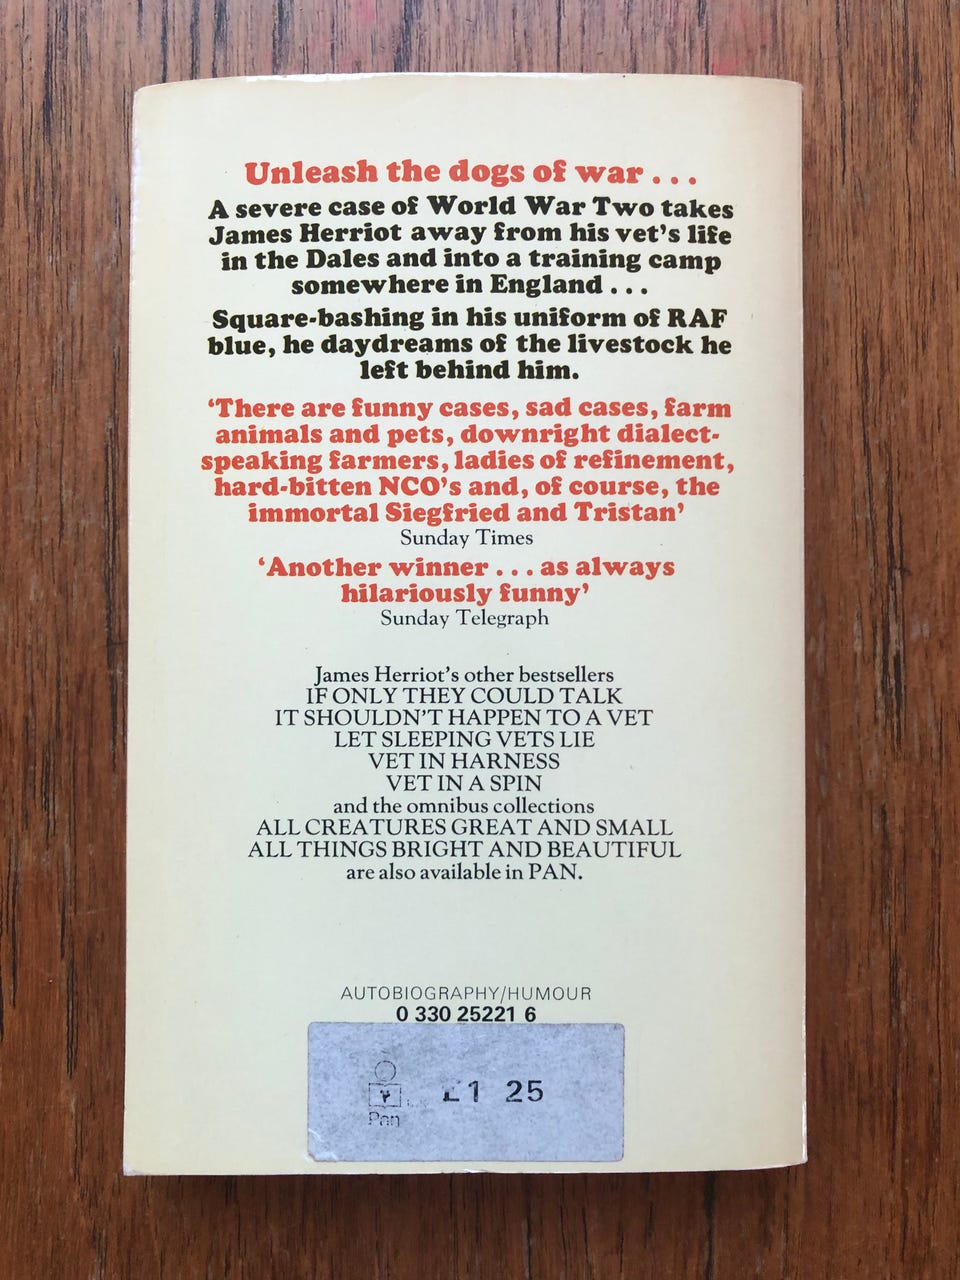 Unleash the dogs of war . . .
A severe case of World War Two takes
James Herriot away from his vet's life
in the Dales and into a training camp
somewhere in England . . .
Square-bashing in his uniform of RAF
blue, he daydreams of the livestock he
left behind him.
‘There are funny cases, sad cases, farm
animals and pets, downright dialect-
speaking farmers, ladies of refinement,
hard-bitten NCO's and, of course, the
immortal Siegfried and Tristan’
Sunday Times
‘Another winner . . . as always
hilariously funny’
Sunday Telegraph
James Herriot's other bestsellers
IF ONLY THEY COULD TALK
IT SHOULDN'T HAPPEN TO A VET
LET SLEEPING VETS LIE
VET IN HARNESS
VET IN A SPIN
and the omnibus collections
ALL CREATURES GREAT AND SMALL
ALL THINGS BRIGHT AND BEAUTIFUL
are also available in PAN.
AUTOBIOGRAPHY/HUMOUR
0 330 25221 6
£1 25
Pan